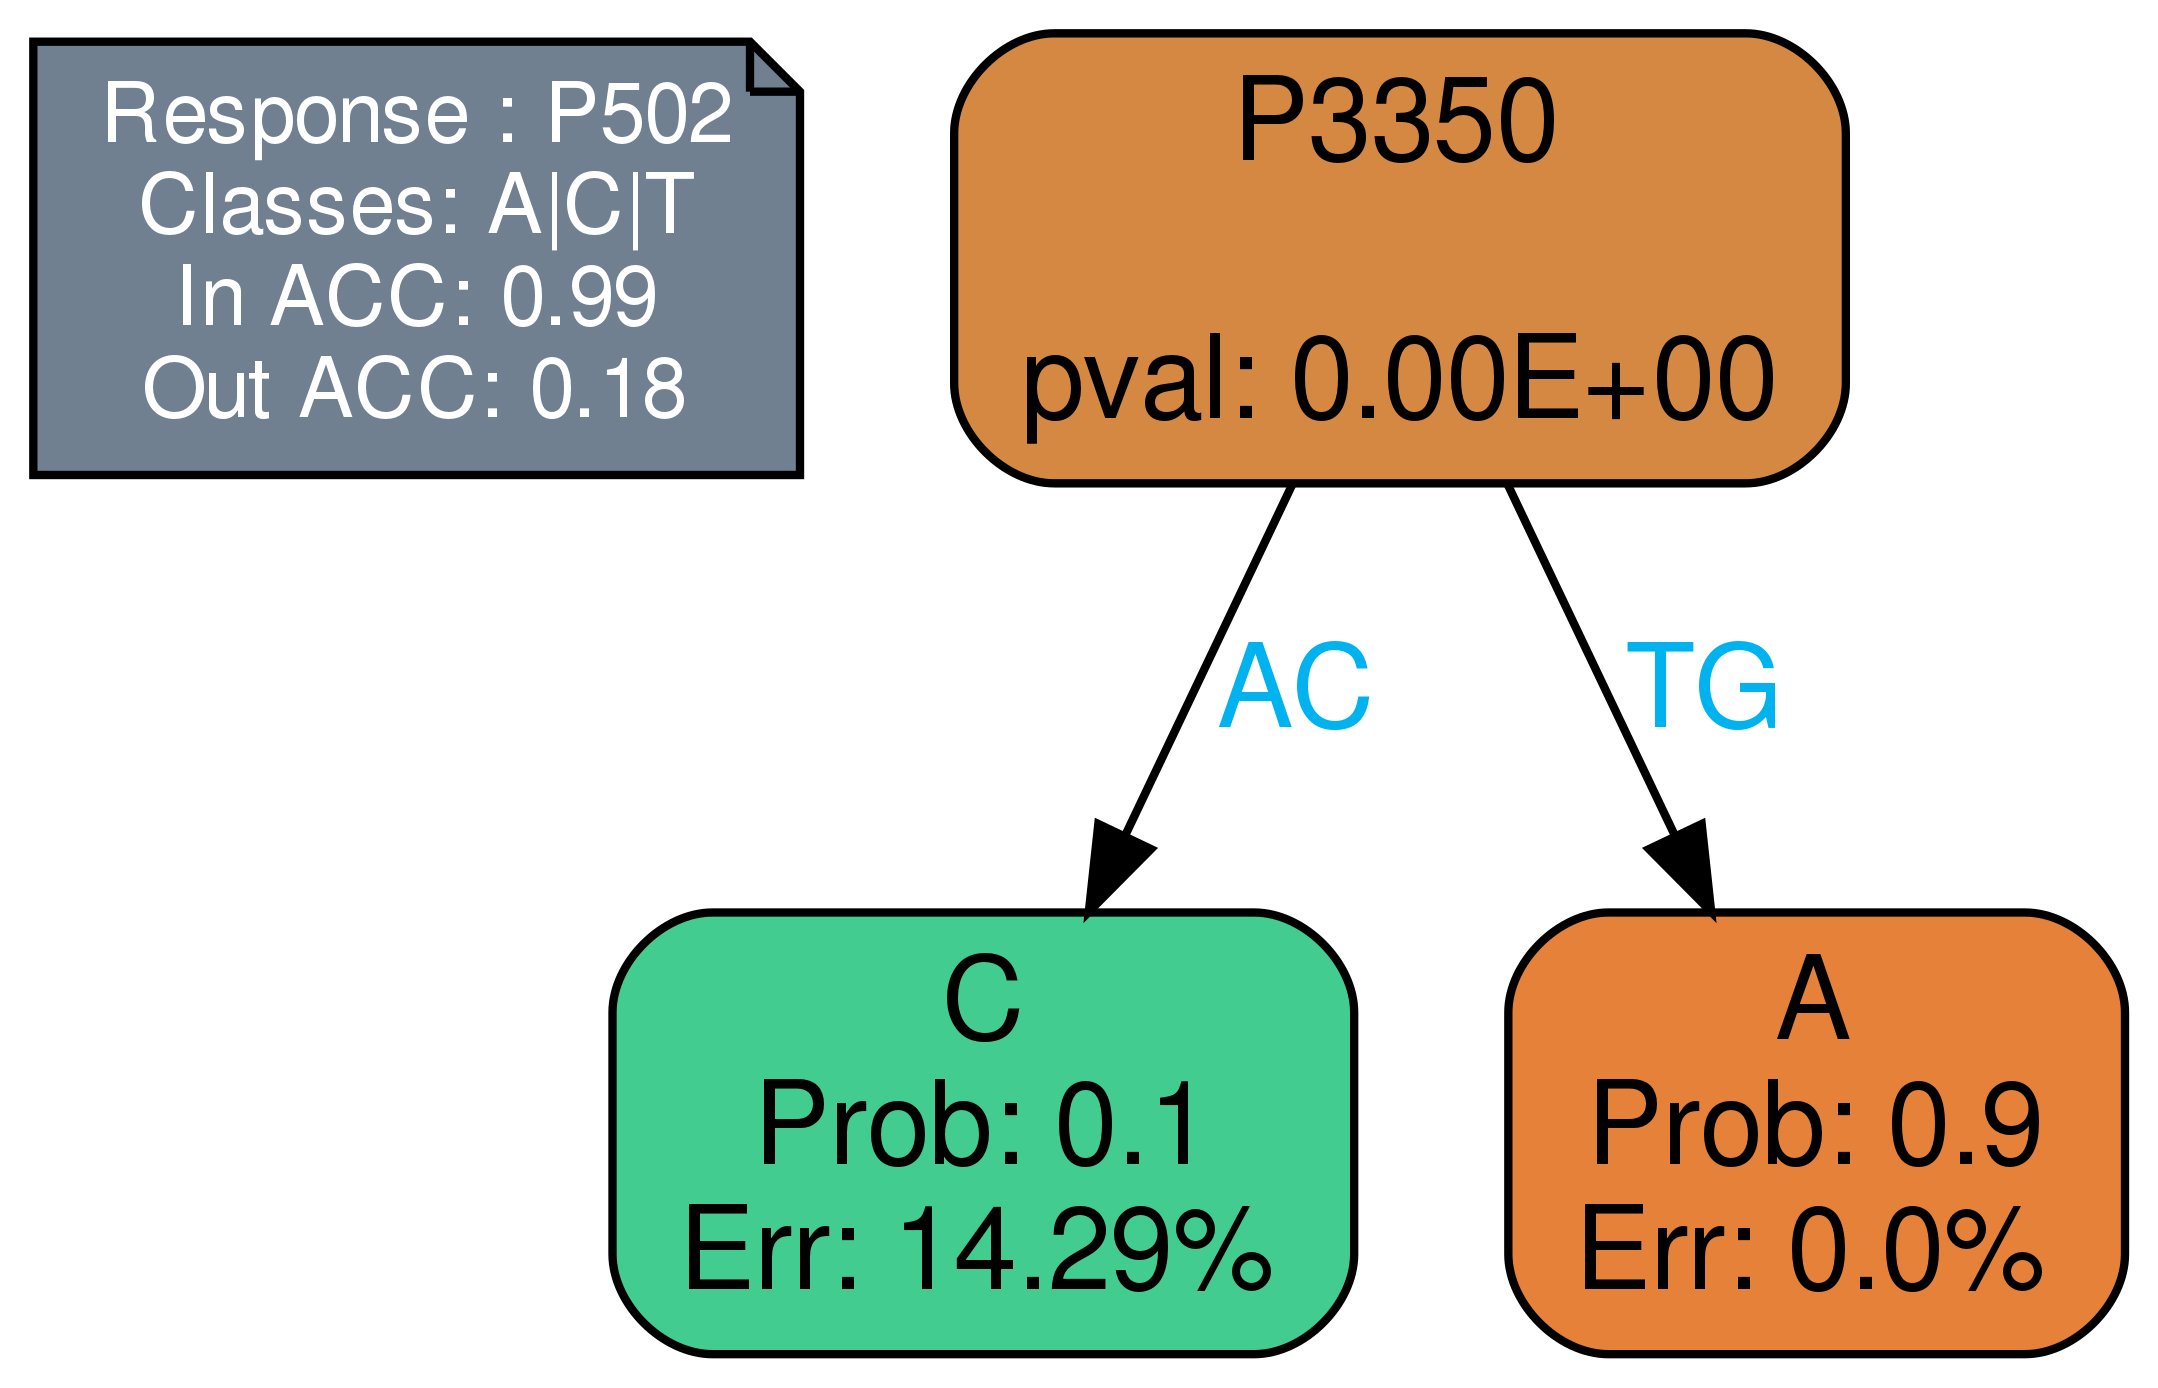 Response : P502
Classes: A|C|T
In ACC: 0.99
Out ACC: 0.18
P3350
pval: 0.00E+00
AC
TG
C
Prob: 0.1
Err: 14.29%
A
Prob: 0.9
Err: 0.0%